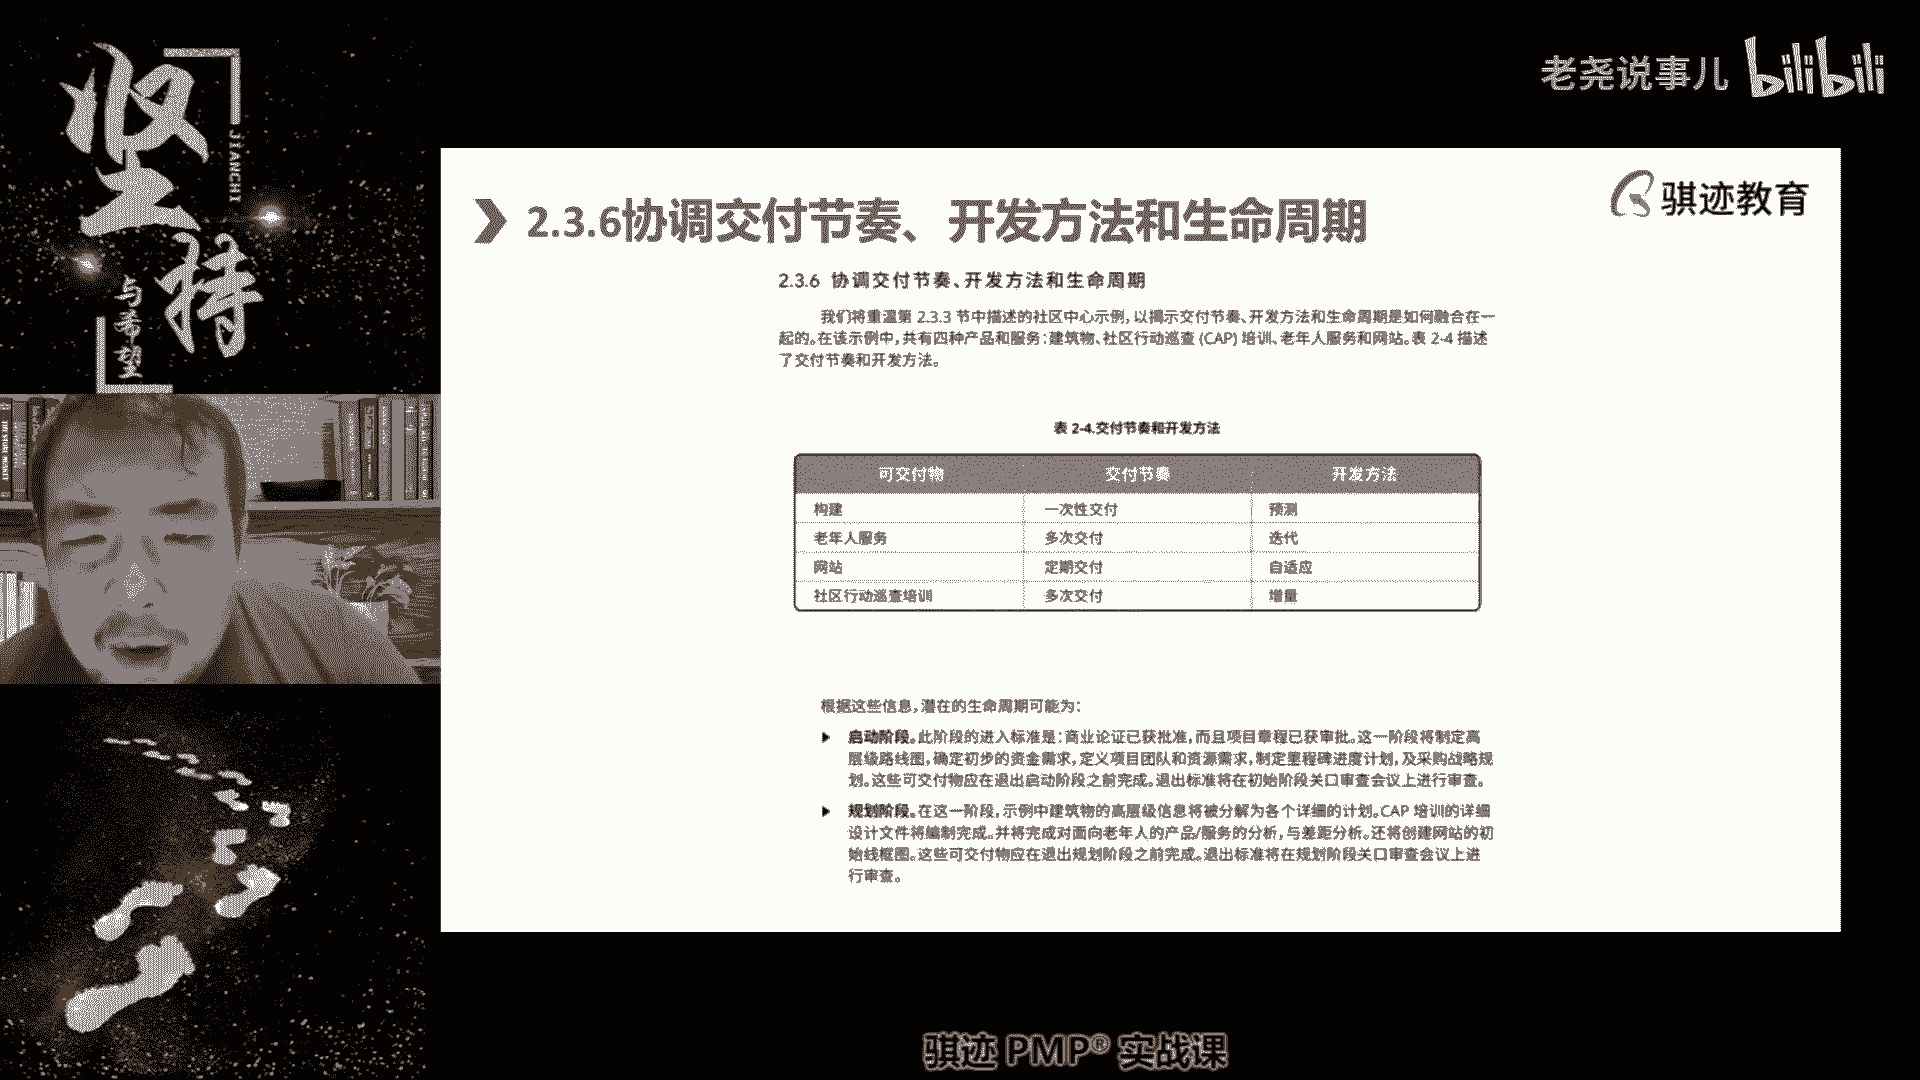 坚持
JIANCHI
与希望
老尧说事儿 bilibili
骐迹教育
2.3.6协调交付节奏、开发方法和生命周期
2.3.6 协调交付节奏、开发方法和生命周期
我们将重温第 2.3.3 节中描述的社区中心示例,以揭示交付节奏、开发方法和生命周期是如何融合在一
起的。在该示例中,共有四种产品和服务:建筑物、社区行动巡查 (CAP) 培训、老年人服务和网站。表 2-4 描述
了交付节奏和开发方法。
表 2-4.交付节奏和开发方法
可交付物 交付节奏 开发方法
构建 一次性交付 预测
老年人服务 多次交付 迭代
网站 定期交付 自适应
社区行动巡查培训 多次交付 增量
根据这些信息,潜在的生命周期可能为:
启动阶段。此阶段的进入标准是:商业论证已获批准,而且项目章程已获审批。这一阶段将制定高
层级路线图,确定初步的资金需求,定义项目团队和资源需求,制定里程碑进度计划,及采购战略规
划。这些可交付物应在退出启动阶段之前完成。退出标准将在初始阶段关口审查会议上进行审查。
规划阶段。在这一阶段,示例中建筑物的高层级信息将被分解为各个详细的计划。CAP 培训的详细
设计文件将编制完成。并将完成对面向老年人的产品/服务的分析,与差距分析。还将创建网站的初
始线框图。这些可交付物应在退出规划阶段之前完成。退出标准将在规划阶段关口审查会议上进
行审查。
骐迹 PMP® 实战课